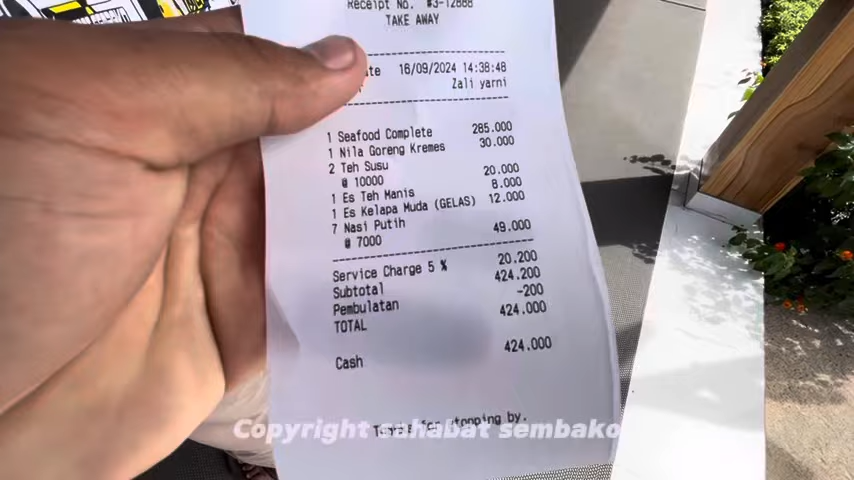 Receipt No. #3-12888
TAKE AWAY
16/09/2024 14:38:48
Zali yarni
1 Seafood Complete 285.000
1 Nila Goreng Kremes 30.000
2 Teh Susu
@ 10000 20.000
1 Es Teh Manis 8.000
1 Es Kelapa Muda (GELAS) 12.000
7 Nasi Putih
@ 7000 49.000
Service Charge 5 % 20.200
Subtotal 424.200
Pembulatan -200
TOTAL 424.000
Cash 424.000
for stopping by.
Copyright sahabat sembako